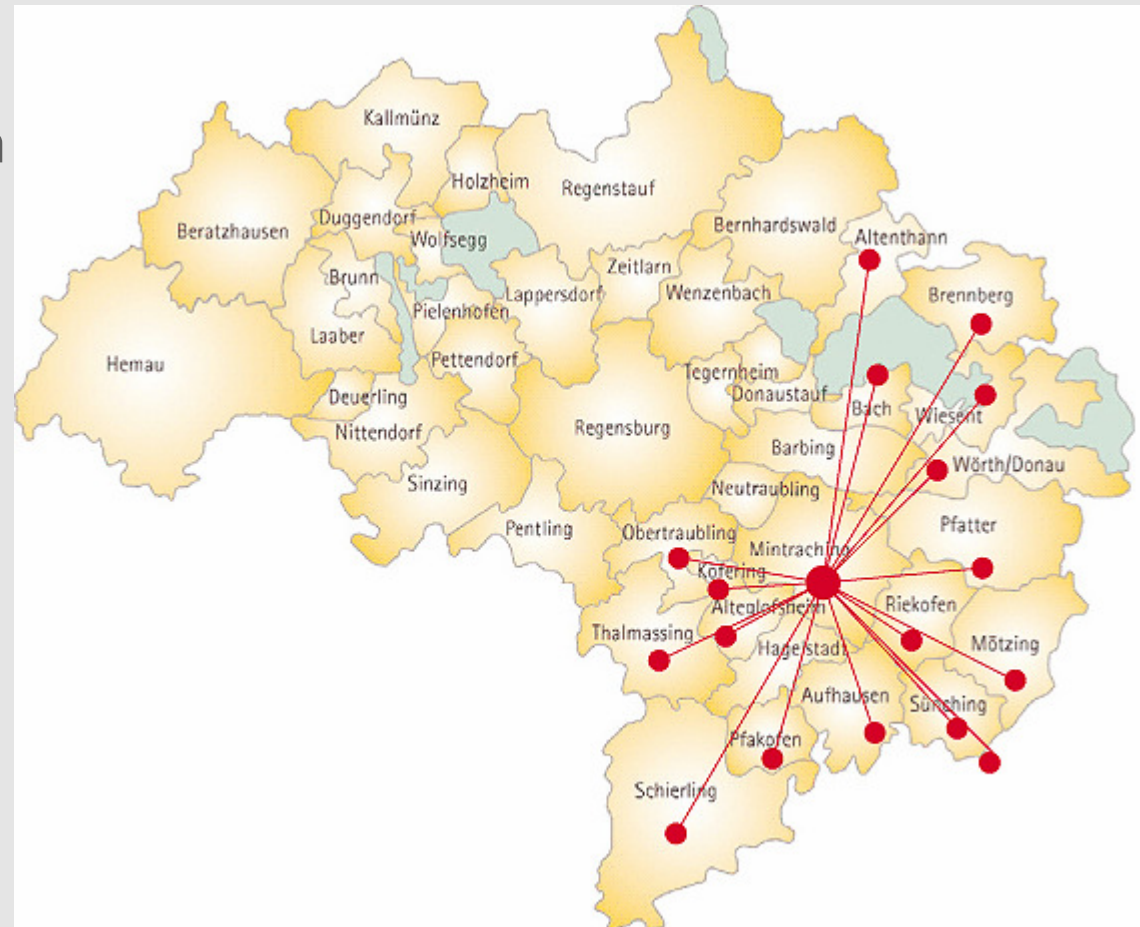 Kallmünz
n
Holzheim
Regenstauf
Beratzhausen
Duggendorf
Wolfsegg
Bernhardswald
Altenthann
Brunn
Zeitlarn
Lappersdorf
Wenzenbach
Brennberg
Pielenhofen
Laaber
Hemau
Pettendorf
Tegernheim
Donaustauf
Deuerling
Bach
Wiesent
Nittendorf
Regensburg
Barbing
Wörth/Donau
Sinzing
Neutraubling
Pentling
Obertraubling
Pfatter
Mintraching
Köfering
Alteglofsheim
Riekofen
Thalmassing
Hagelstadt
Mötzing
Aufhausen
Sünching
Pfakofen
Schierling